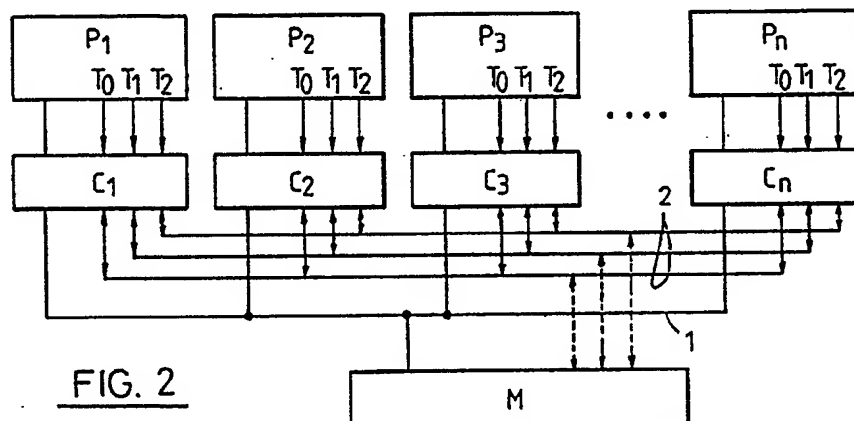 P1 P2 P3 Pn
T0 T1 T2 T0 T1 T2 T0 T1 T2 T0 T1 T2
....
C1 C2 C3 Cn
2
1
FIG. 2
M